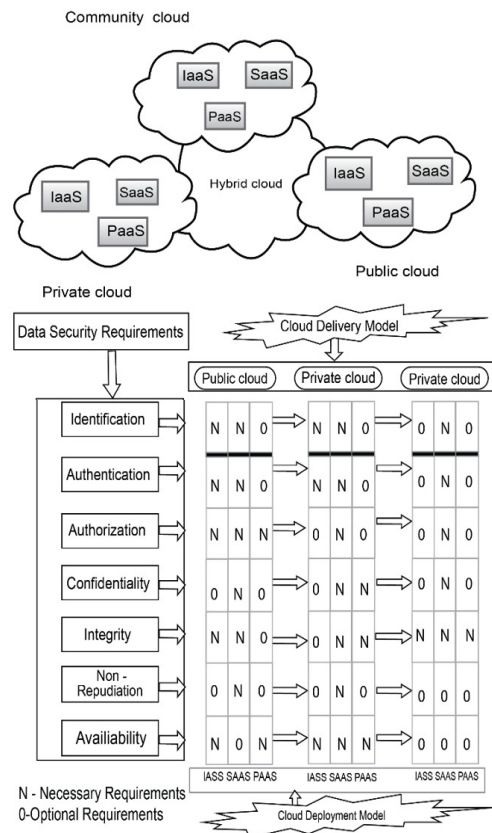 Community cloud
IaaS SaaS
PaaS
Hybrid cloud
IaaS SaaS
PaaS
IaaS SaaS
PaaS
Private cloud
Public cloud
Data Security Requirements
Cloud Delivery Model
Public cloud Private cloud Private cloud
Identification N N 0 N N 0 0 N 0
Authentication N N 0 N N 0 0 N 0
Authorization N N N 0 N 0 0 N 0
Confidentiality 0 N 0 0 N N 0 N 0
Integrity N N 0 0 N N N N N
Non -
Repudiation 0 N 0 0 N 0 0 0 0
Availiability N 0 N N N N 0 0 0
IASS SAAS PAAS IASS SAAS PAAS IASS SAAS PAAS
N - Necessary Requirements
0-Optional Requirements
Cloud Deployment Model